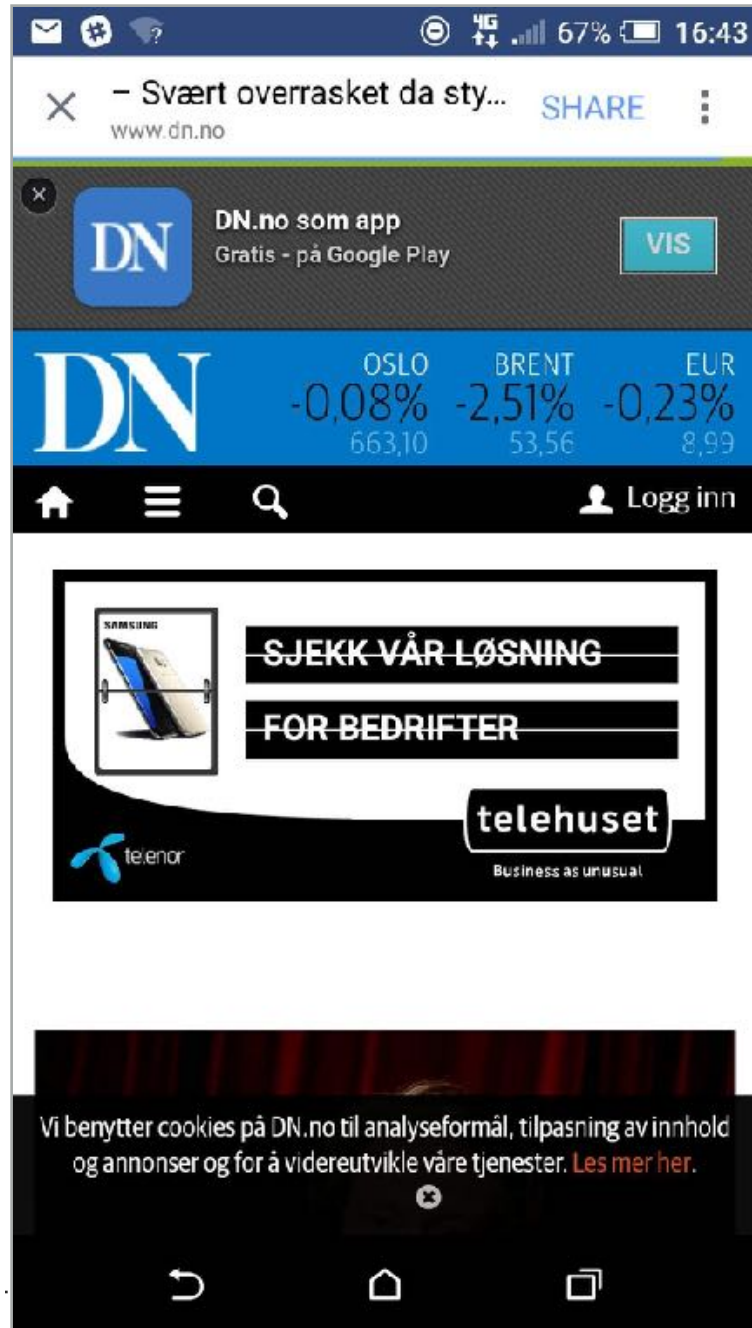 4G 67% 16:43
– Svært overrasket da sty... SHARE
www.dn.no
DN
DN.no som app
Gratis - på Google Play
VIS
DN
OSLO BRENT EUR
-0,08% -2,51% -0,23%
663,10 53,56 8,99
Logg inn
SAMSUNG
SJEKK VÅR LØSNING
FOR BEDRIFTER
telehuset
telenor
Business as unusual
Vi benytter cookies på DN.no til analyseformål, tilpasning av innhold
og annonser og for å videreutvikle våre tjenester. Les mer her.